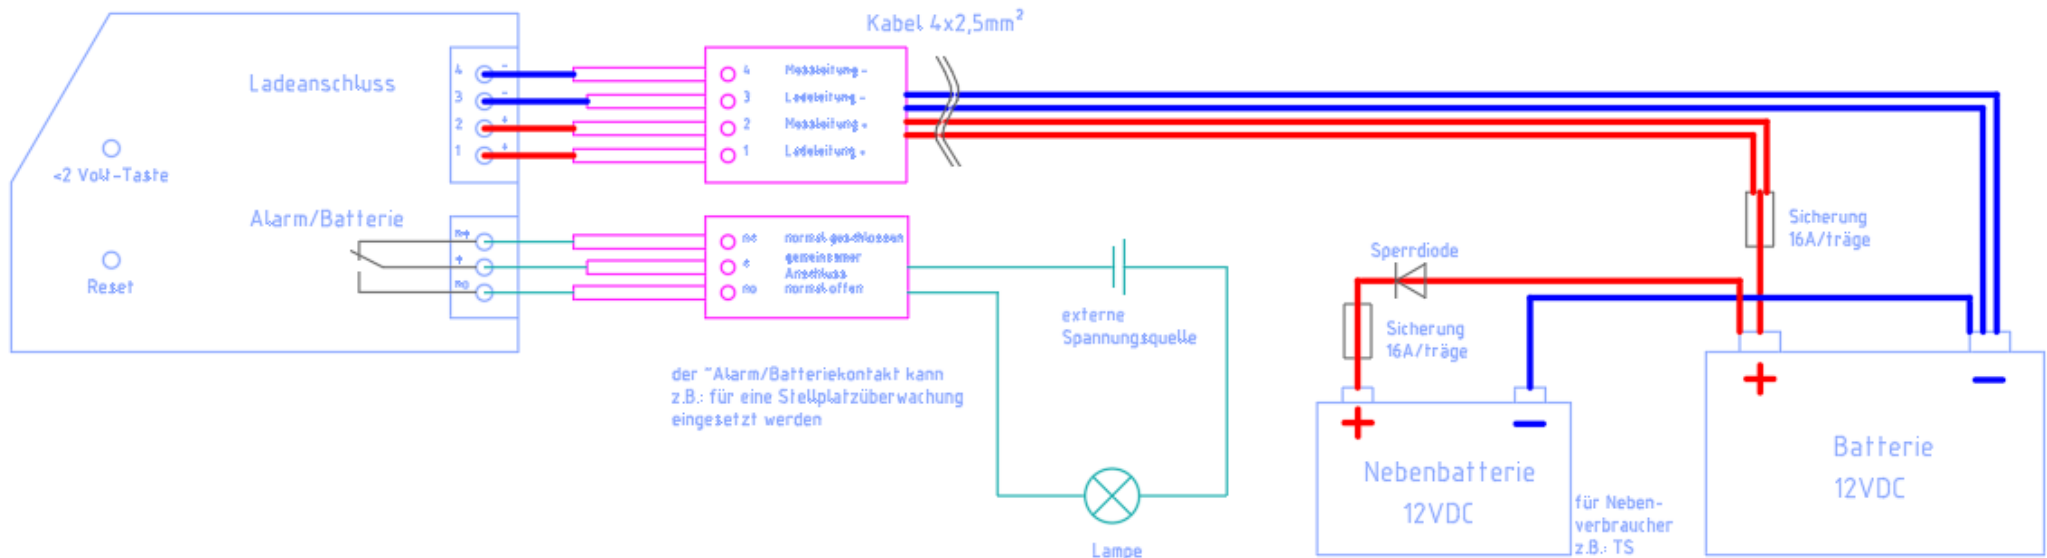 Kabel 4x2,5mm²
Ladeanschluss
4 -
3 -
2 +
1 +
4 Messleitung -
3 Ladeleitung -
2 Messleitung +
1 Ladeleitung +
<2 Volt-Taste
Reset
Alarm/Batterie
no
normal geschlossen
gemeinsamer
Anschluss
no normal offen
der "Alarm/Batteriekontakt kann
z.B.: für eine Stellplatzüberwachung
eingesetzt werden
externe
Spannungsquelle
Lampe
Sperrdiode
Sicherung
16A/träge
Sicherung
16A/träge
+ -
Nebenbatterie
12VDC
für Neben-
verbraucher
z.B.: TS
+ -
Batterie
12VDC